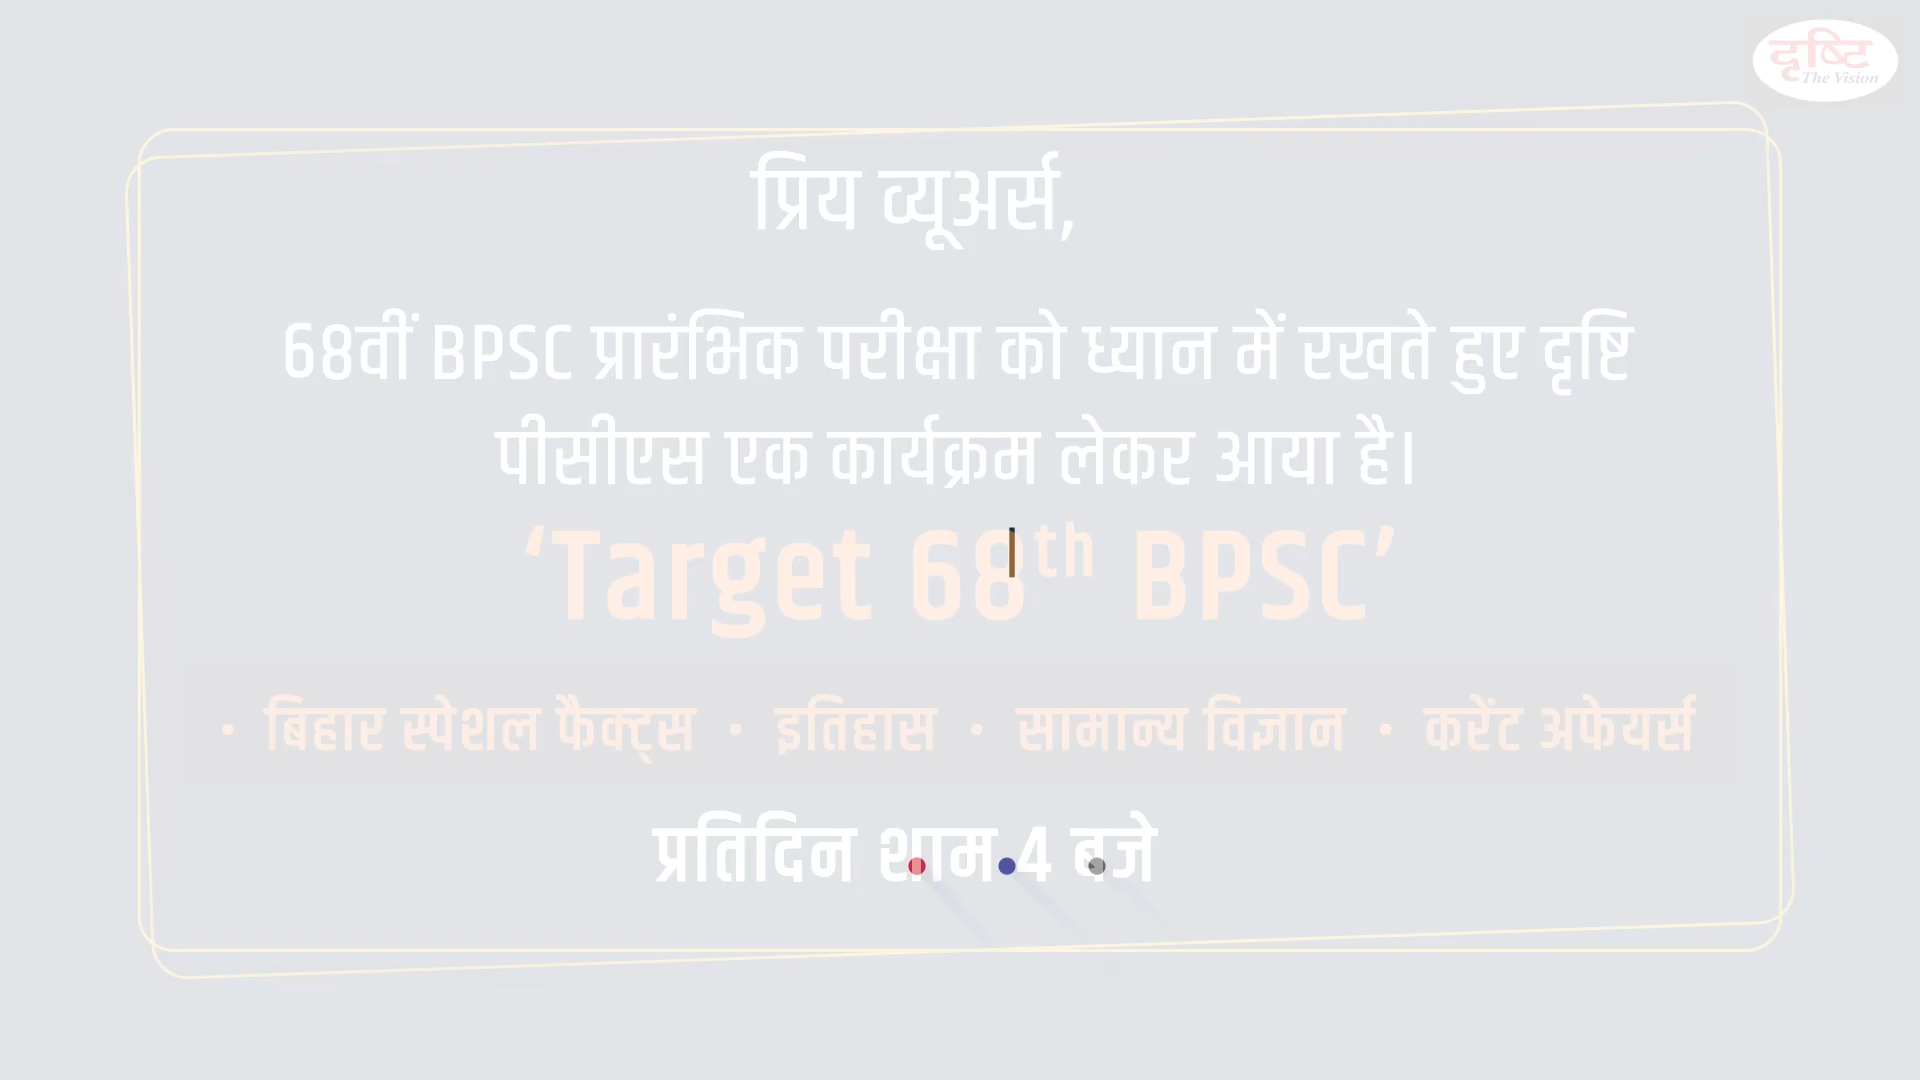 दृष्टि
The Vision
प्रिय व्यूअर्स,
68वीं BPSC प्रारंभिक परीक्षा को ध्यान में रखते हुए दृष्टि
पीसीएस एक कार्यक्रम लेकर आया है।
‘Target 68th BPSC’
• बिहार स्पेशल फैक्ट्स • इतिहास • सामान्य विज्ञान • करेंट अफेयर्स
प्रतिदिन शाम 4 बजे